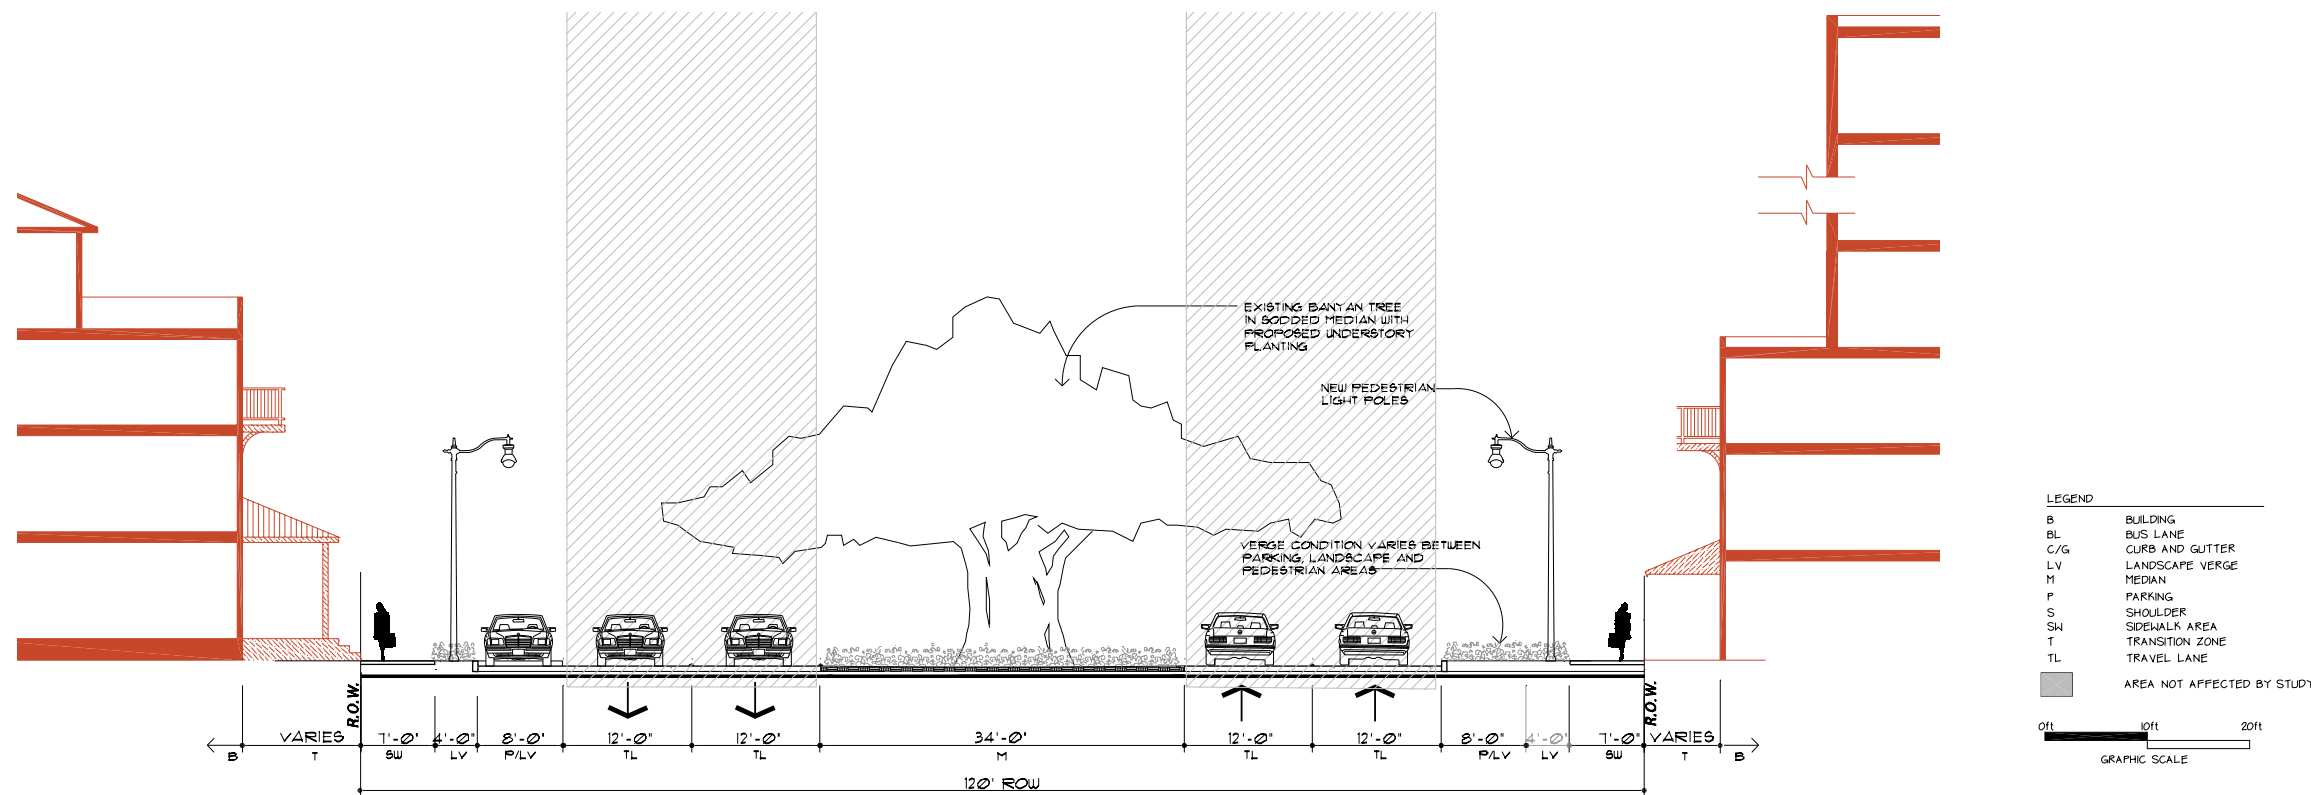 EXISTING BANYAN TREE
IN SODDED MEDIAN WITH
PROPOSED UNDERSTORY
PLANTING
NEW PEDESTRIAN
LIGHT POLES
VERGE CONDITION VARIES BETWEEN
PARKING, LANDSCAPE AND
PEDESTRIAN AREAS
R.O.W.
R.O.W.
VARIES 7'-0" 4'-0" 8'-0" 12'-0" 12'-0" 34'-0" 12'-0" 12'-0" 8'-0" 4'-0" 7'-0" VARIES
B T SW LV P/LV TL TL M TL TL P/LV LV SW T B
120' ROW
LEGEND
B BUILDING
BL BUS LANE
C/G CURB AND GUTTER
LV LANDSCAPE VERGE
M MEDIAN
P PARKING
S SHOULDER
SW SIDEWALK AREA
T TRANSITION ZONE
TL TRAVEL LANE
AREA NOT AFFECTED BY STUDY
0ft 10ft 20ft
GRAPHIC SCALE